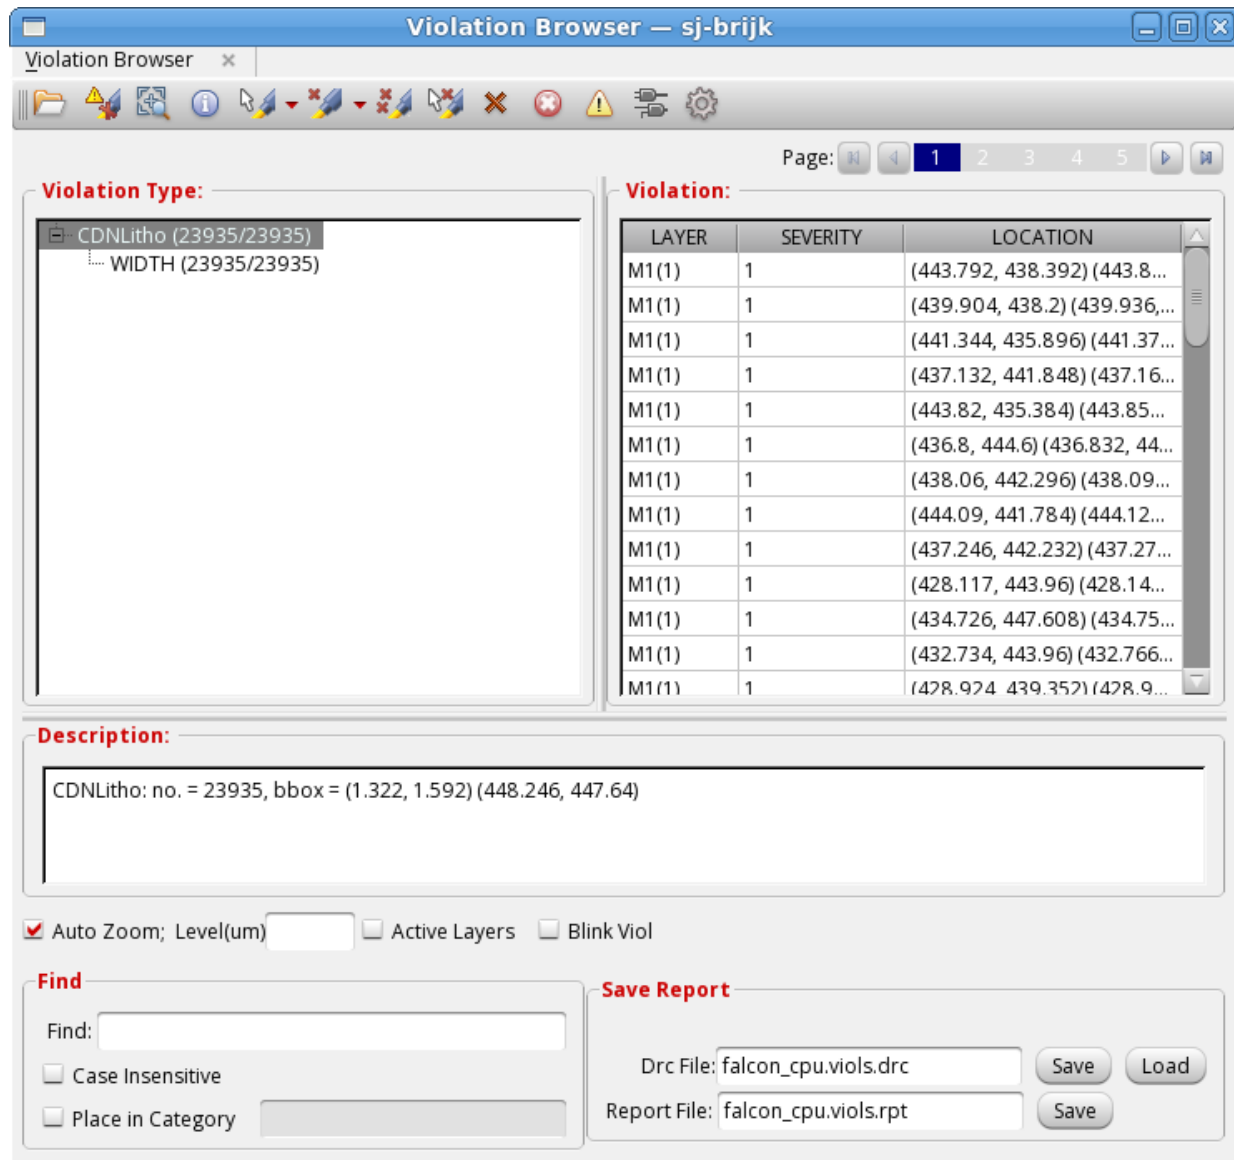 Violation Browser — sj-brijk
Violation Browser
Page: 1 2 3 4 5
Violation Type:
CDNLitho (23935/23935)
WIDTH (23935/23935)
Violation:
LAYER SEVERITY LOCATION
M1(1) 1 (443.792, 438.392) (443.8...
M1(1) 1 (439.904, 438.2) (439.936,...
M1(1) 1 (441.344, 435.896) (441.37...
M1(1) 1 (437.132, 441.848) (437.16...
M1(1) 1 (443.82, 435.384) (443.85...
M1(1) 1 (436.8, 444.6) (436.832, 44...
M1(1) 1 (438.06, 442.296) (438.09...
M1(1) 1 (444.09, 441.784) (444.12...
M1(1) 1 (437.246, 442.232) (437.27...
M1(1) 1 (428.117, 443.96) (428.14...
M1(1) 1 (434.726, 447.608) (434.75...
M1(1) 1 (432.734, 443.96) (432.766...
M1(1) 1 (428.924, 439.352) (428.9...
Description:
CDNLitho: no. = 23935, bbox = (1.322, 1.592) (448.246, 447.64)
Auto Zoom; Level(um) Active Layers Blink Viol
Find
Find:
Case Insensitive
Place in Category
Save Report
Drc File: falcon_cpu.viols.drc Save Load
Report File: falcon_cpu.viols.rpt Save